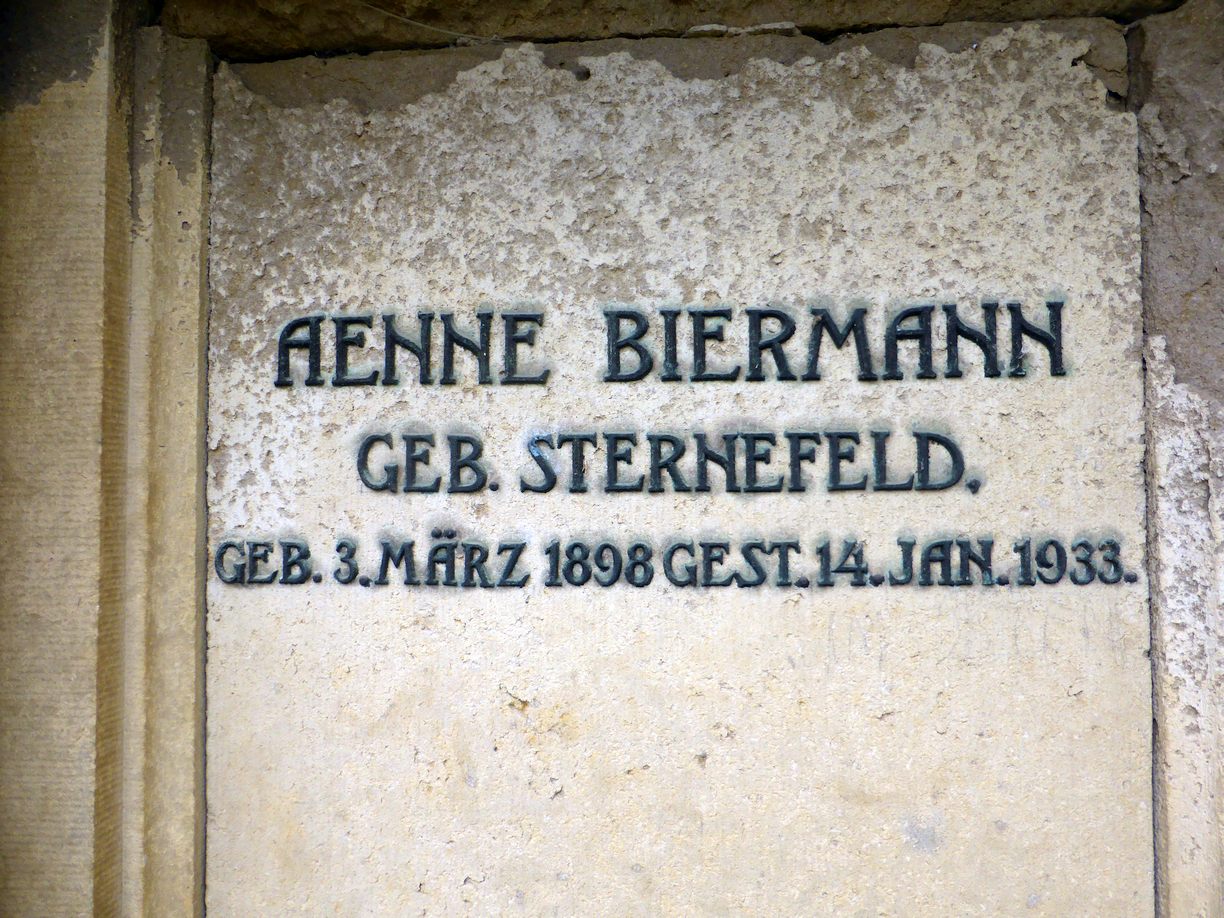 AENNE BIERMANN
GEB. STERNEFELD,
GEB. 3. MÄRZ 1898 GEST. 14. JAN. 1933.